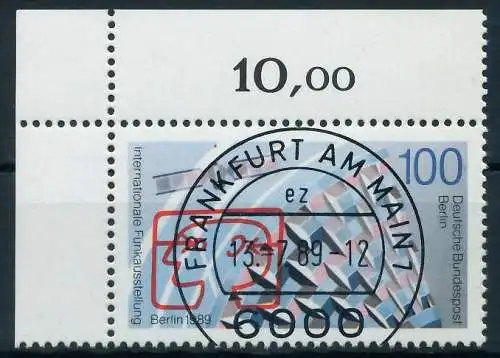 10,00
Internationale Funkausstellung
Berlin 1989
100
Deutsche Bundespost
Berlin
FRANKFURT AM MAIN 7
ez
13.-7.89-12
6000